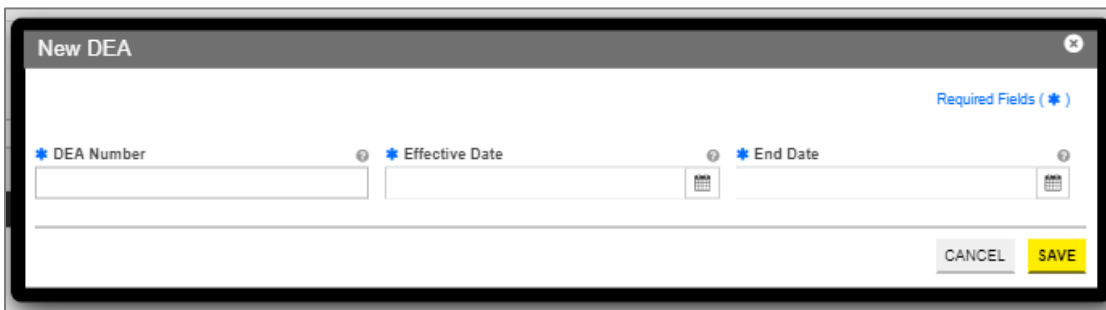 New DEA
Required Fields ( * )
* DEA Number
* Effective Date
* End Date
CANCEL
SAVE